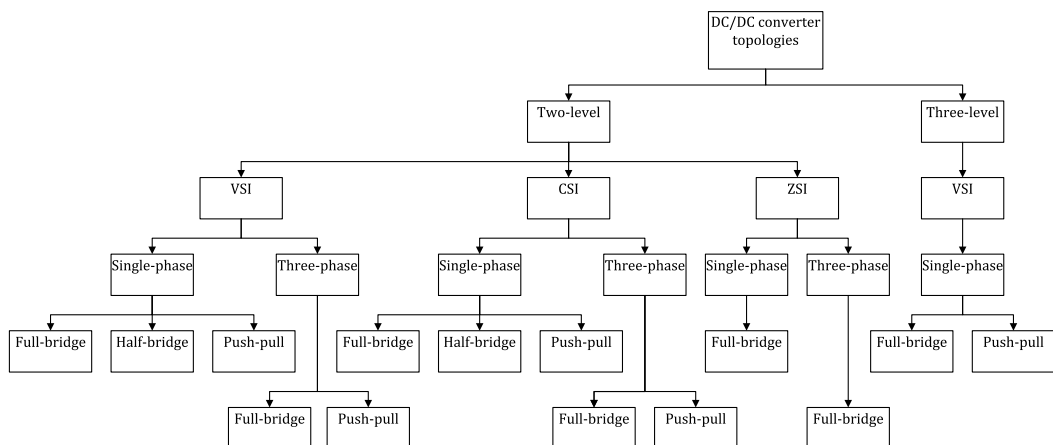 DC/DC converter
topologies
Two-level
Three-level
VSI
CSI
ZSI
VSI
Single-phase
Three-phase
Single-phase
Three-phase
Single-phase
Three-phase
Single-phase
Full-bridge
Half-bridge
Push-pull
Full-bridge
Half-bridge
Push-pull
Full-bridge
Full-bridge
Push-pull
Full-bridge
Push-pull
Full-bridge
Push-pull
Full-bridge